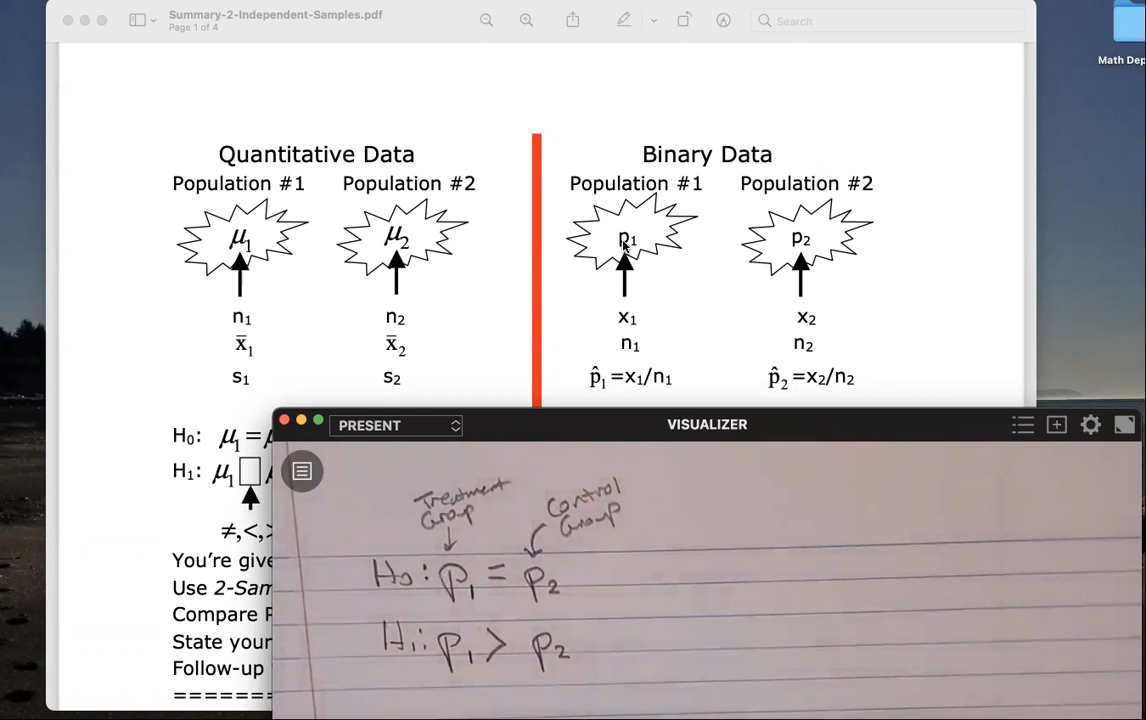 Summary-2-Independent-Samples.pdf
Page 1 of 4
Search
Math Dep
Quantitative Data
Binary Data
Population #1
Population #2
Population #1
Population #2
μ₁
μ₂
p₁
p₂
n₁
n₂
x₁
x₂
x̄₁
x̄₂
n₁
n₂
s₁
s₂
p̂₁=x₁/n₁
p̂₂=x₂/n₂
H₀: μ₁ =
H₁: μ₁
≠,<,
You're give
Use 2-Sam
Compare
State your
Follow-up
=======
PRESENT
VISUALIZER
Treatment
Group
Control
Group
H₀: p₁ = p₂
H₁: p₁ > p₂